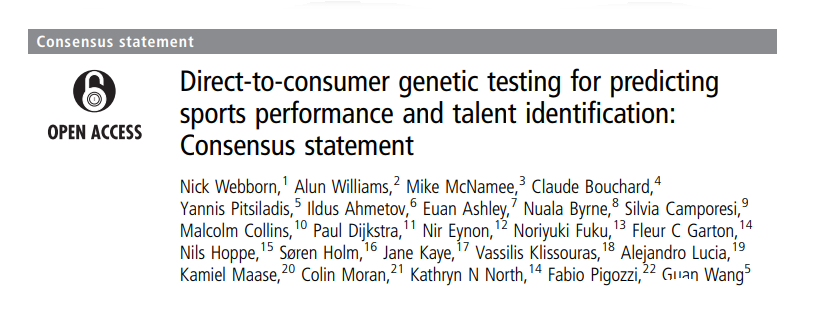 Consensus statement
OPEN ACCESS
Direct-to-consumer genetic testing for predicting
sports performance and talent identification:
Consensus statement
Nick Webborn,1 Alun Williams,2 Mike McNamee,3 Claude Bouchard,4
Yannis Pitsiladis,5 Ildus Ahmetov,6 Euan Ashley,7 Nuala Byrne,8 Silvia Camporesi,9
Malcolm Collins,10 Paul Dijkstra,11 Nir Eynon,12 Noriyuki Fuku,13 Fleur C Garton,14
Nils Hoppe,15 Søren Holm,16 Jane Kaye,17 Vassilis Klissouras,18 Alejandro Lucia,19
Kamiel Maase,20 Colin Moran,21 Kathryn N North,14 Fabio Pigozzi,22 Guan Wang5